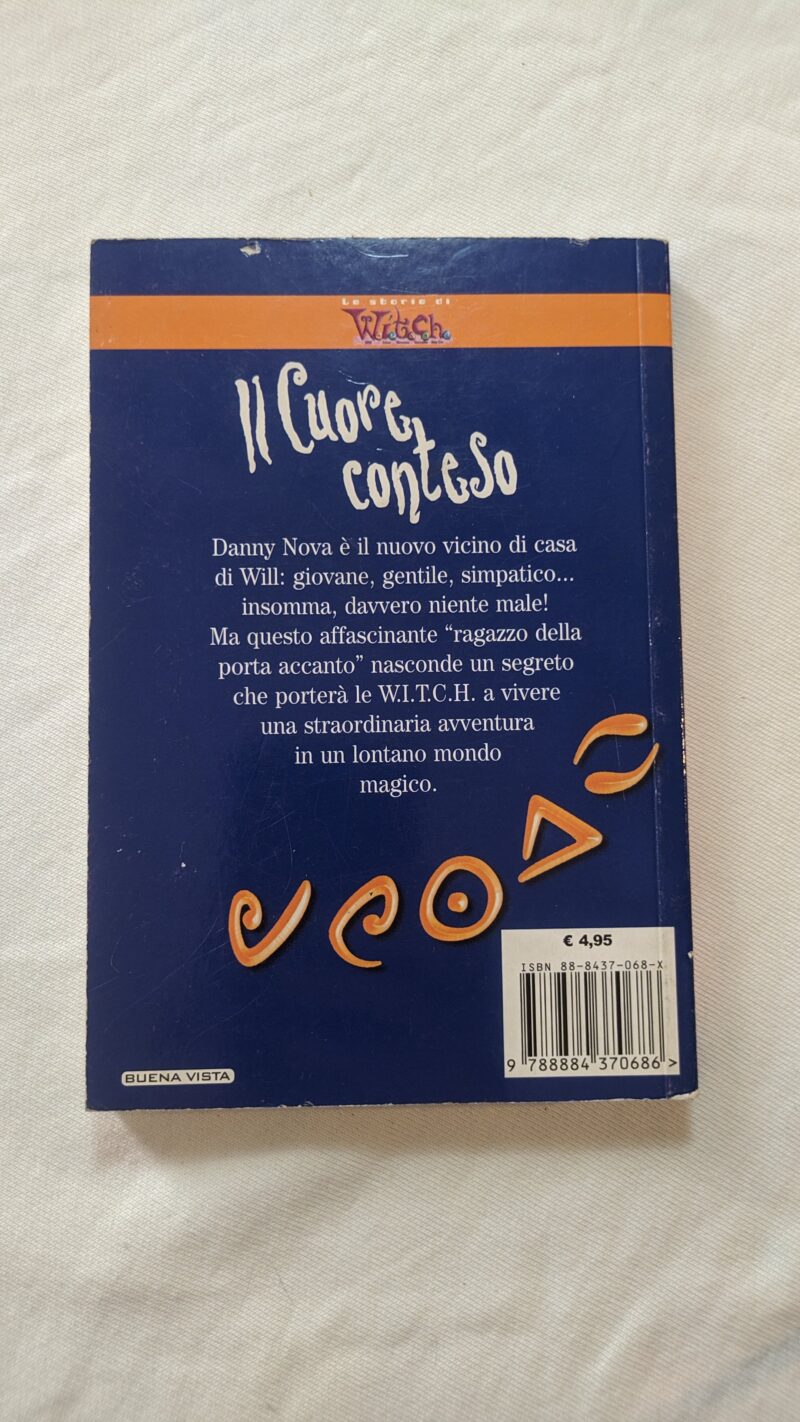 Le storie di
W.i.t.c.h.
Il Cuore
conteso
Danny Nova è il nuovo vicino di casa
di Will: giovane, gentile, simpatico...
insomma, davvero niente male!
Ma questo affascinante “ragazzo della
porta accanto” nasconde un segreto
che porterà le W.I.T.C.H. a vivere
una straordinaria avventura
in un lontano mondo
magico.
€ 4,95
ISBN 88-8437-068-X
9 788884 370686 >
BUENA VISTA